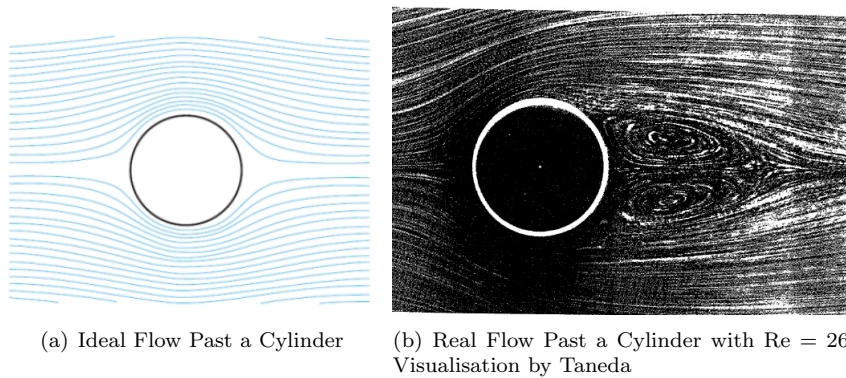 (a) Ideal Flow Past a Cylinder
(b) Real Flow Past a Cylinder with Re = 26
Visualisation by Taneda